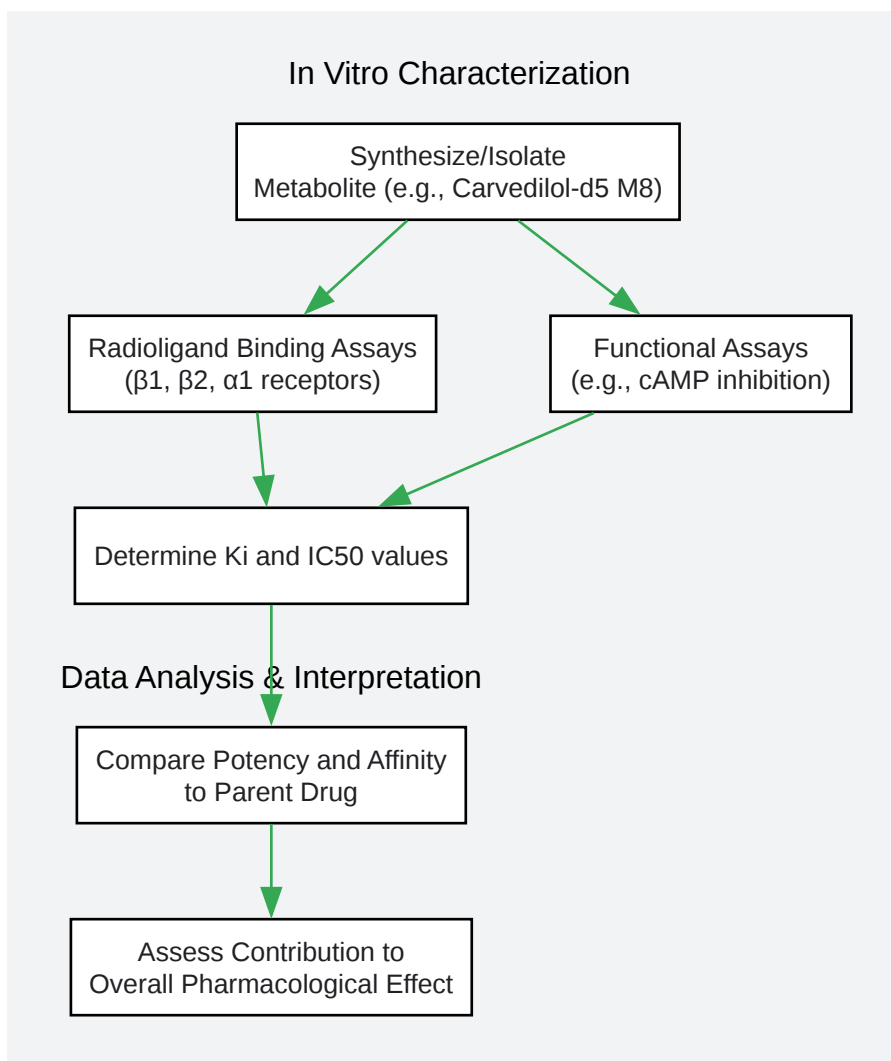 In Vitro Characterization
Synthesize/Isolate
Metabolite (e.g., Carvedilol-d5 M8)
Radioligand Binding Assays
(β1, β2, α1 receptors)
Functional Assays
(e.g., cAMP inhibition)
Determine Ki and IC50 values
Data Analysis & Interpretation
Compare Potency and Affinity
to Parent Drug
Assess Contribution to
Overall Pharmacological Effect